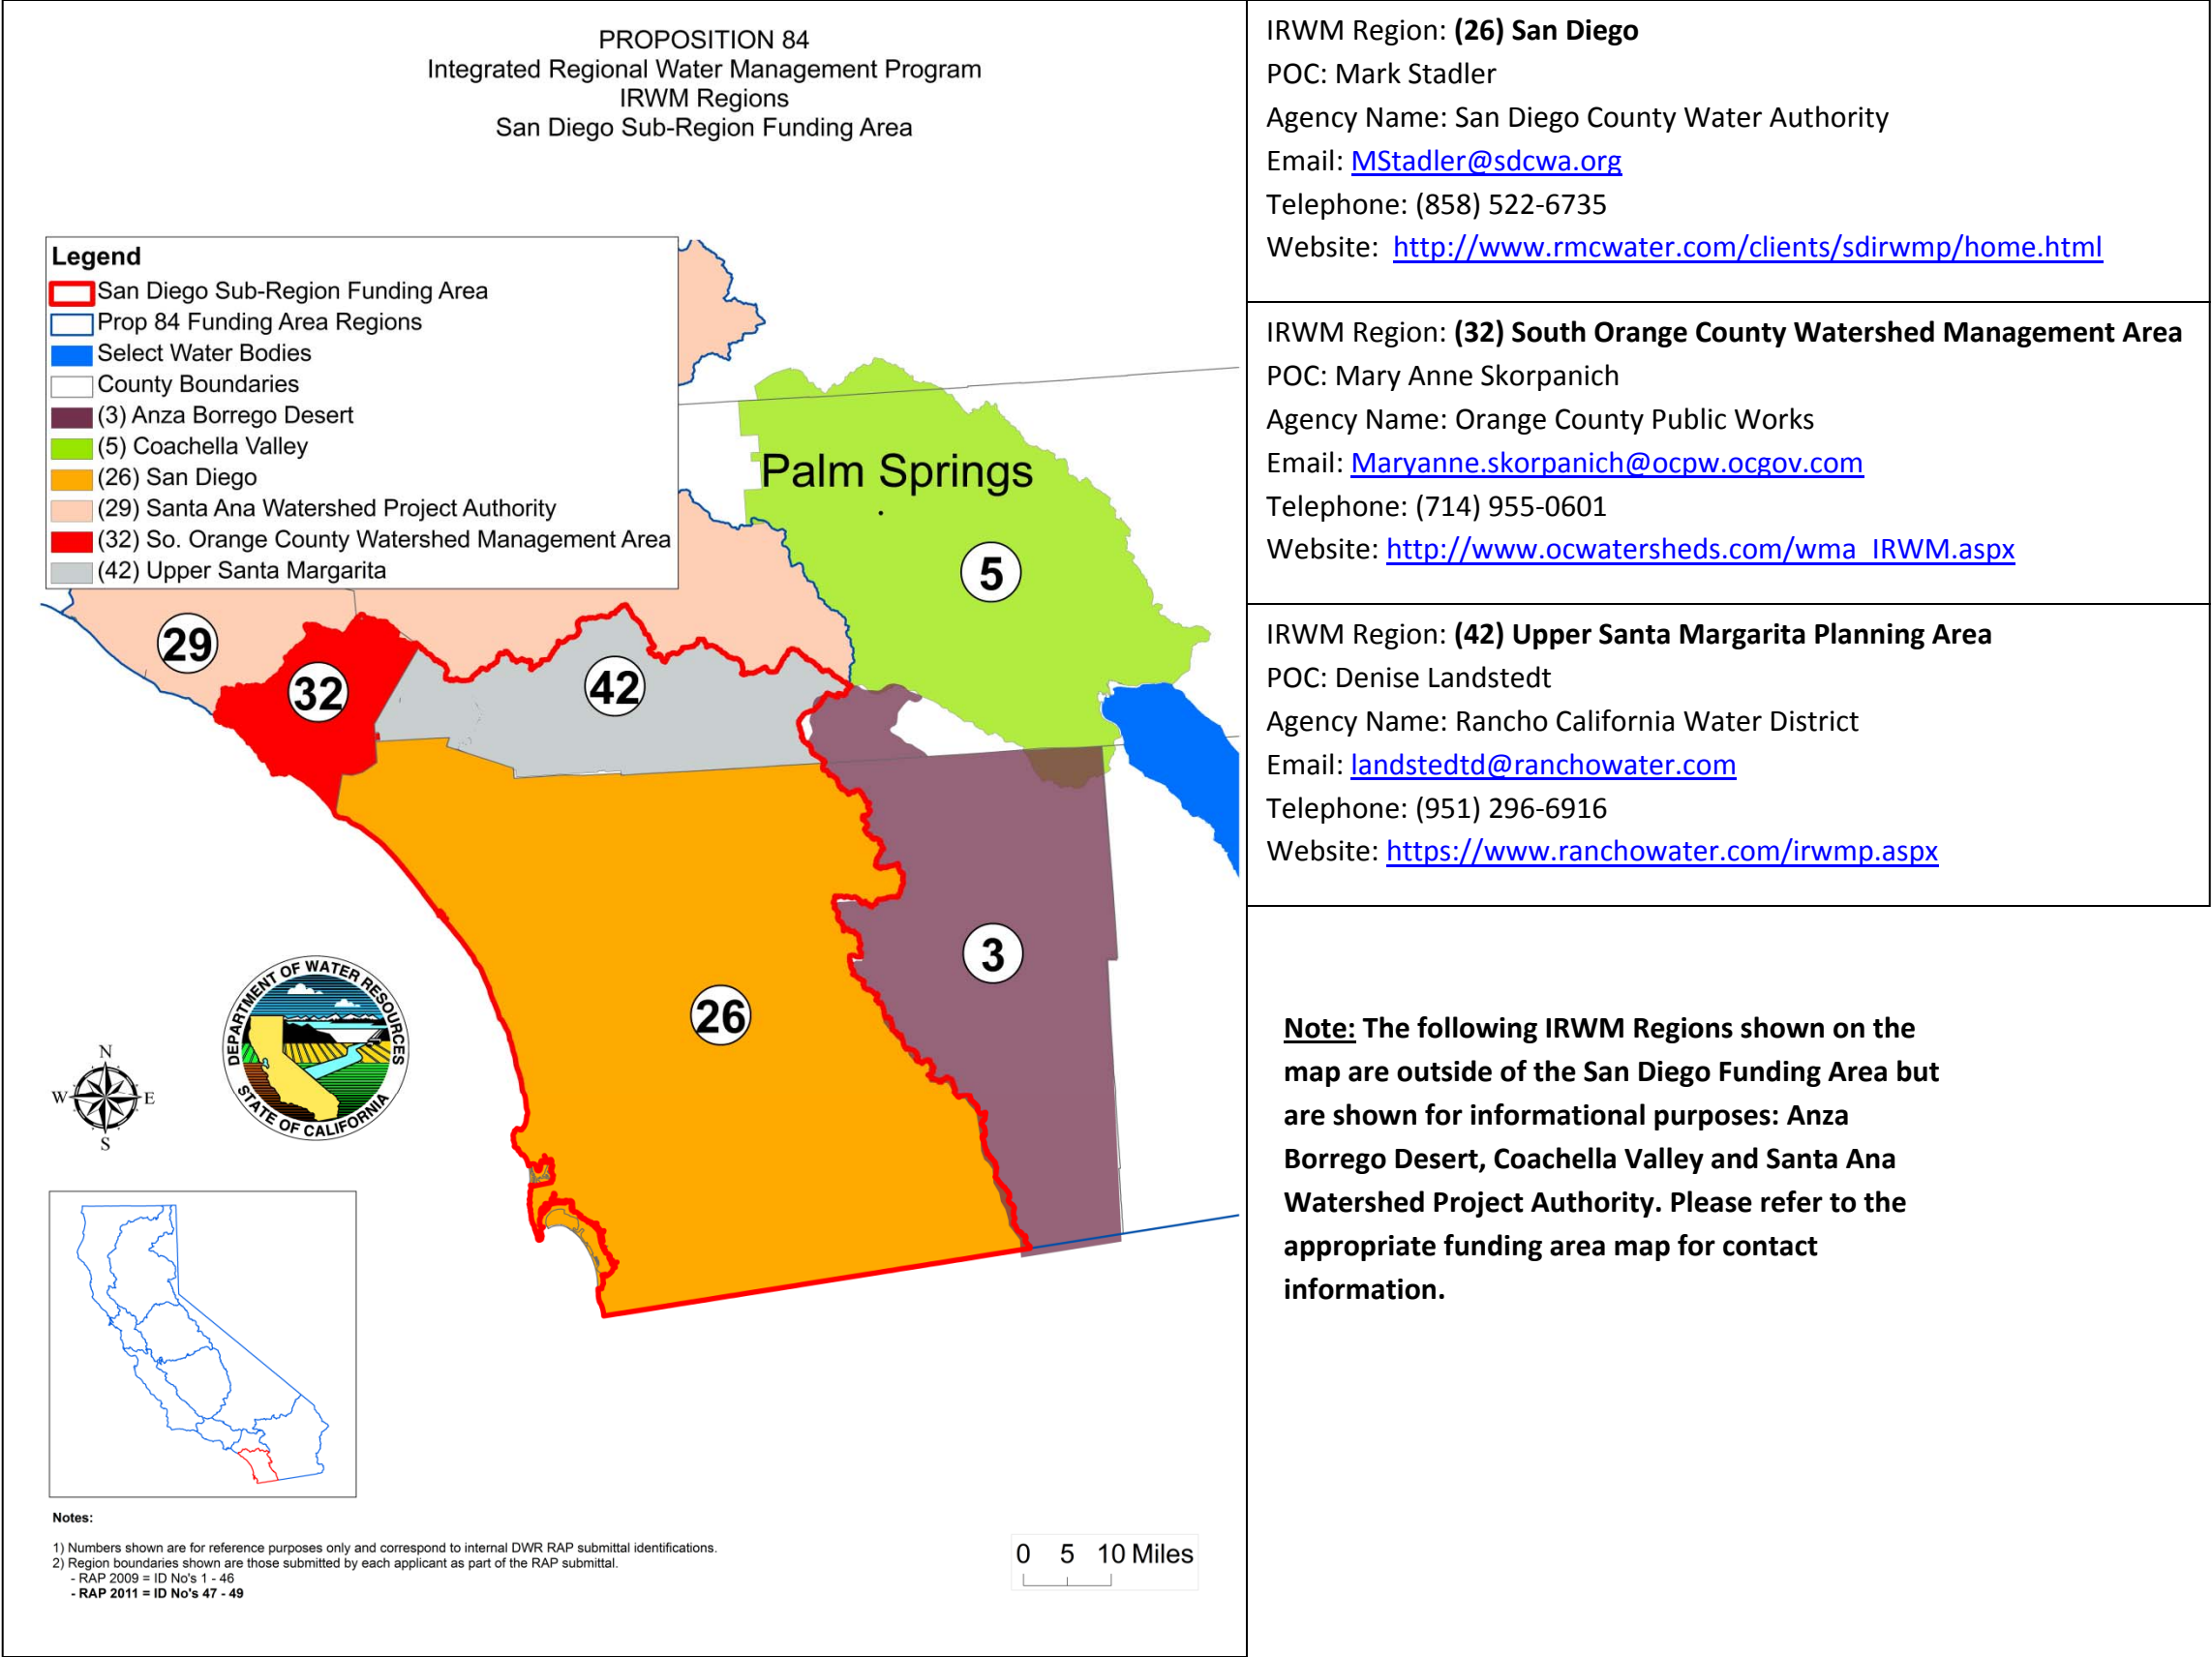 PROPOSITION 84
Integrated Regional Water Management Program
IRWM Regions
San Diego Sub-Region Funding Area
Legend
San Diego Sub-Region Funding Area
Prop 84 Funding Area Regions
Select Water Bodies
County Boundaries
(3) Anza Borrego Desert
(5) Coachella Valley
(26) San Diego
(29) Santa Ana Watershed Project Authority
(32) So. Orange County Watershed Management Area
(42) Upper Santa Margarita
Palm Springs
5
29
32
42
3
26
DEPARTMENT OF WATER RESOURCES
STATE OF CALIFORNIA
N
W E
S
Notes:
1) Numbers shown are for reference purposes only and correspond to internal DWR RAP submittal identifications.
2) Region boundaries shown are those submitted by each applicant as part of the RAP submittal.
- RAP 2009 = ID No's 1 - 46
- RAP 2011 = ID No's 47 - 49
0 5 10 Miles
IRWM Region: (26) San Diego
POC: Mark Stadler
Agency Name: San Diego County Water Authority
Email: MStadler@sdcwa.org
Telephone: (858) 522-6735
Website: http://www.rmcwater.com/clients/sdirwmp/home.html
IRWM Region: (32) South Orange County Watershed Management Area
POC: Mary Anne Skorpanich
Agency Name: Orange County Public Works
Email: Maryanne.skorpanich@ocpw.ocgov.com
Telephone: (714) 955-0601
Website: http://www.ocwatersheds.com/wma_IRWM.aspx
IRWM Region: (42) Upper Santa Margarita Planning Area
POC: Denise Landstedt
Agency Name: Rancho California Water District
Email: landstedtd@ranchowater.com
Telephone: (951) 296-6916
Website: https://www.ranchowater.com/irwmp.aspx
Note: The following IRWM Regions shown on the
map are outside of the San Diego Funding Area but
are shown for informational purposes: Anza
Borrego Desert, Coachella Valley and Santa Ana
Watershed Project Authority. Please refer to the
appropriate funding area map for contact
information.